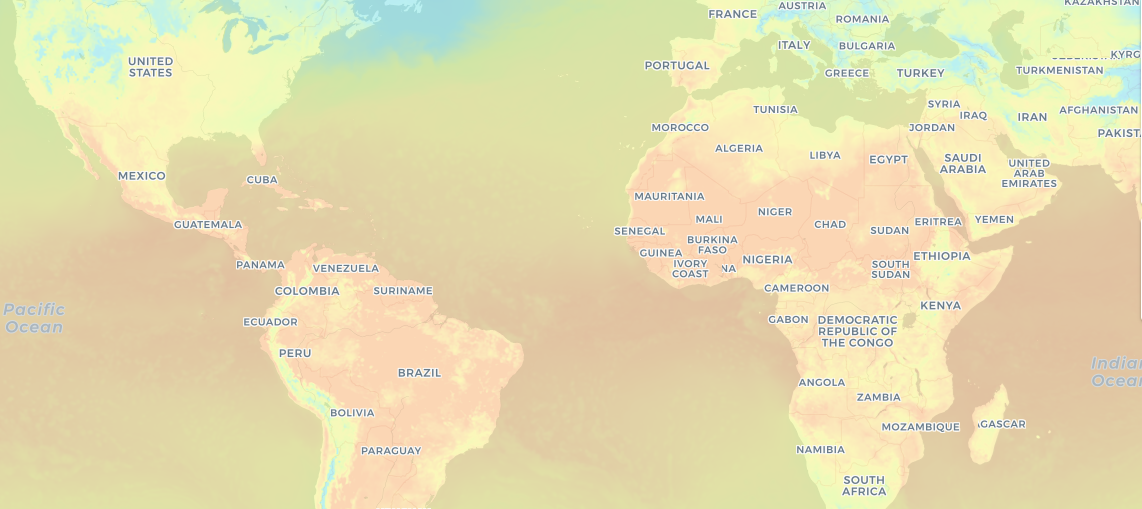 KAZAKHSTAN
AUSTRIA
FRANCE
ROMANIA
ITALY
BULGARIA
KYRG
PORTUGAL
UNITED
STATES
GREECE
TURKEY
TURKMENISTAN
SYRIA
IRAQ
IRAN
AFGHANISTAN
TUNISIA
MOROCCO
JORDAN
PAKIST
ALGERIA
LIBYA
EGYPT
SAUDI
ARABIA
UNITED
ARAB
EMIRATES
MEXICO
CUBA
MAURITANIA
NIGER
MALI
CHAD
ERITREA
YEMEN
GUATEMALA
SENEGAL
SUDAN
BURKINA
FASO
GUINEA
NIGERIA
ETHIOPIA
IVORY
COAST
NA
SOUTH
SUDAN
PANAMA
VENEZUELA
COLOMBIA
SURINAME
CAMEROON
KENYA
Pacific
Ocean
ECUADOR
GABON
DEMOCRATIC
REPUBLIC OF
THE CONGO
PERU
BRAZIL
India
Ocea
ANGOLA
ZAMBIA
BOLIVIA
MOZAMBIQUE
GASCAR
PARAGUAY
NAMIBIA
SOUTH
AFRICA